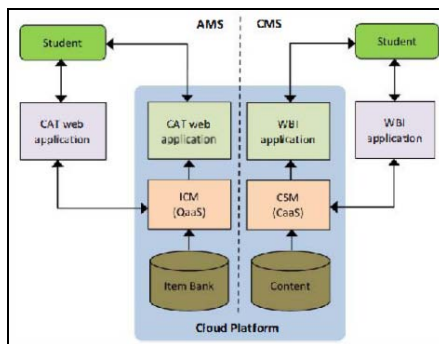 AMS
CMS
Student
Student
CAT web
application
CAT web
application
WBI
application
WBI
application
ICM
(QaaS)
CSM
(CaaS)
Item Bank
Content
Cloud Platform